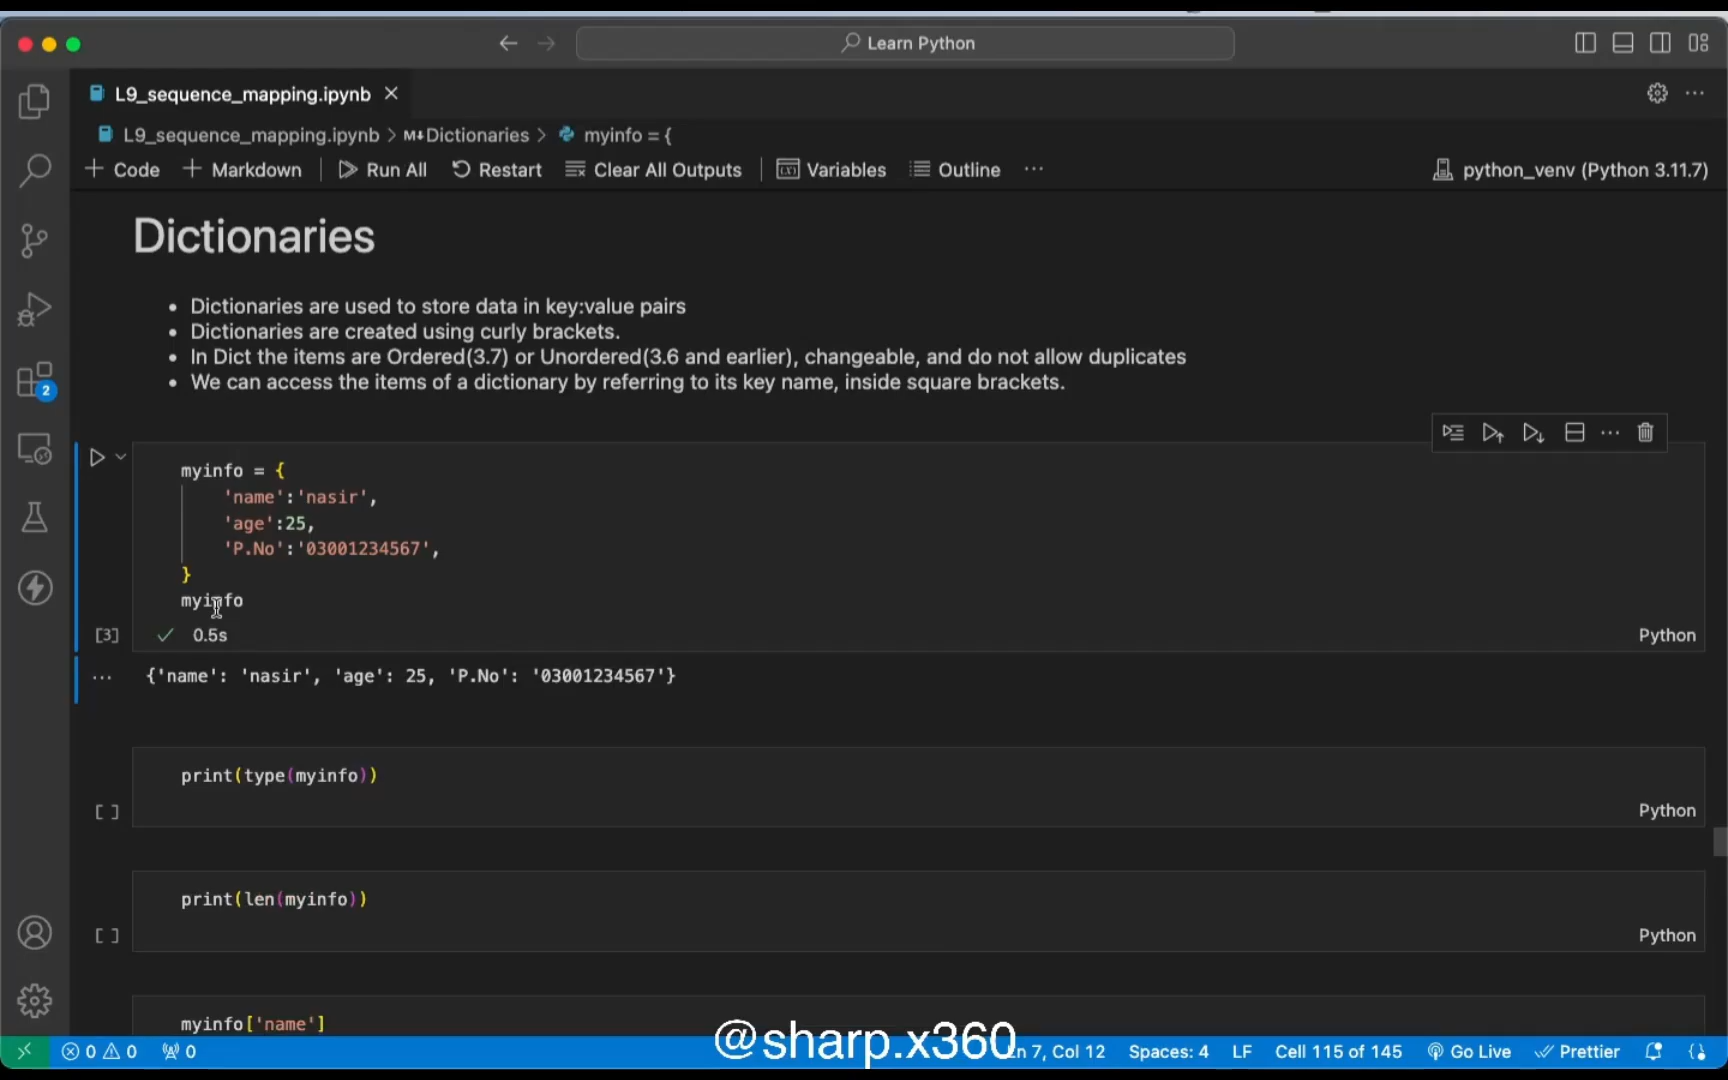 Learn Python
L9_sequence_mapping.ipynb
L9_sequence_mapping.ipynb > M↓Dictionaries > myinfo = {
+ Code + Markdown | Run All Restart Clear All Outputs | Variables Outline ··· python_venv (Python 3.11.7)
Dictionaries
• Dictionaries are used to store data in key:value pairs
• Dictionaries are created using curly brackets.
• In Dict the items are Ordered(3.7) or Unordered(3.6 and earlier), changeable, and do not allow duplicates
• We can access the items of a dictionary by referring to its key name, inside square brackets.
2
myinfo = {
'name':'nasir',
'age':25,
'P.No':'03001234567',
}
myinfo
[3] ✓ 0.5s Python
··· {'name': 'nasir', 'age': 25, 'P.No': '03001234567'}
print(type(myinfo))
[ ] Python
print(len(myinfo))
[ ] Python
myinfo['name']
@sharp.x360
0 0 0 Ln 7, Col 12 Spaces: 4 LF Cell 115 of 145 Go Live Prettier